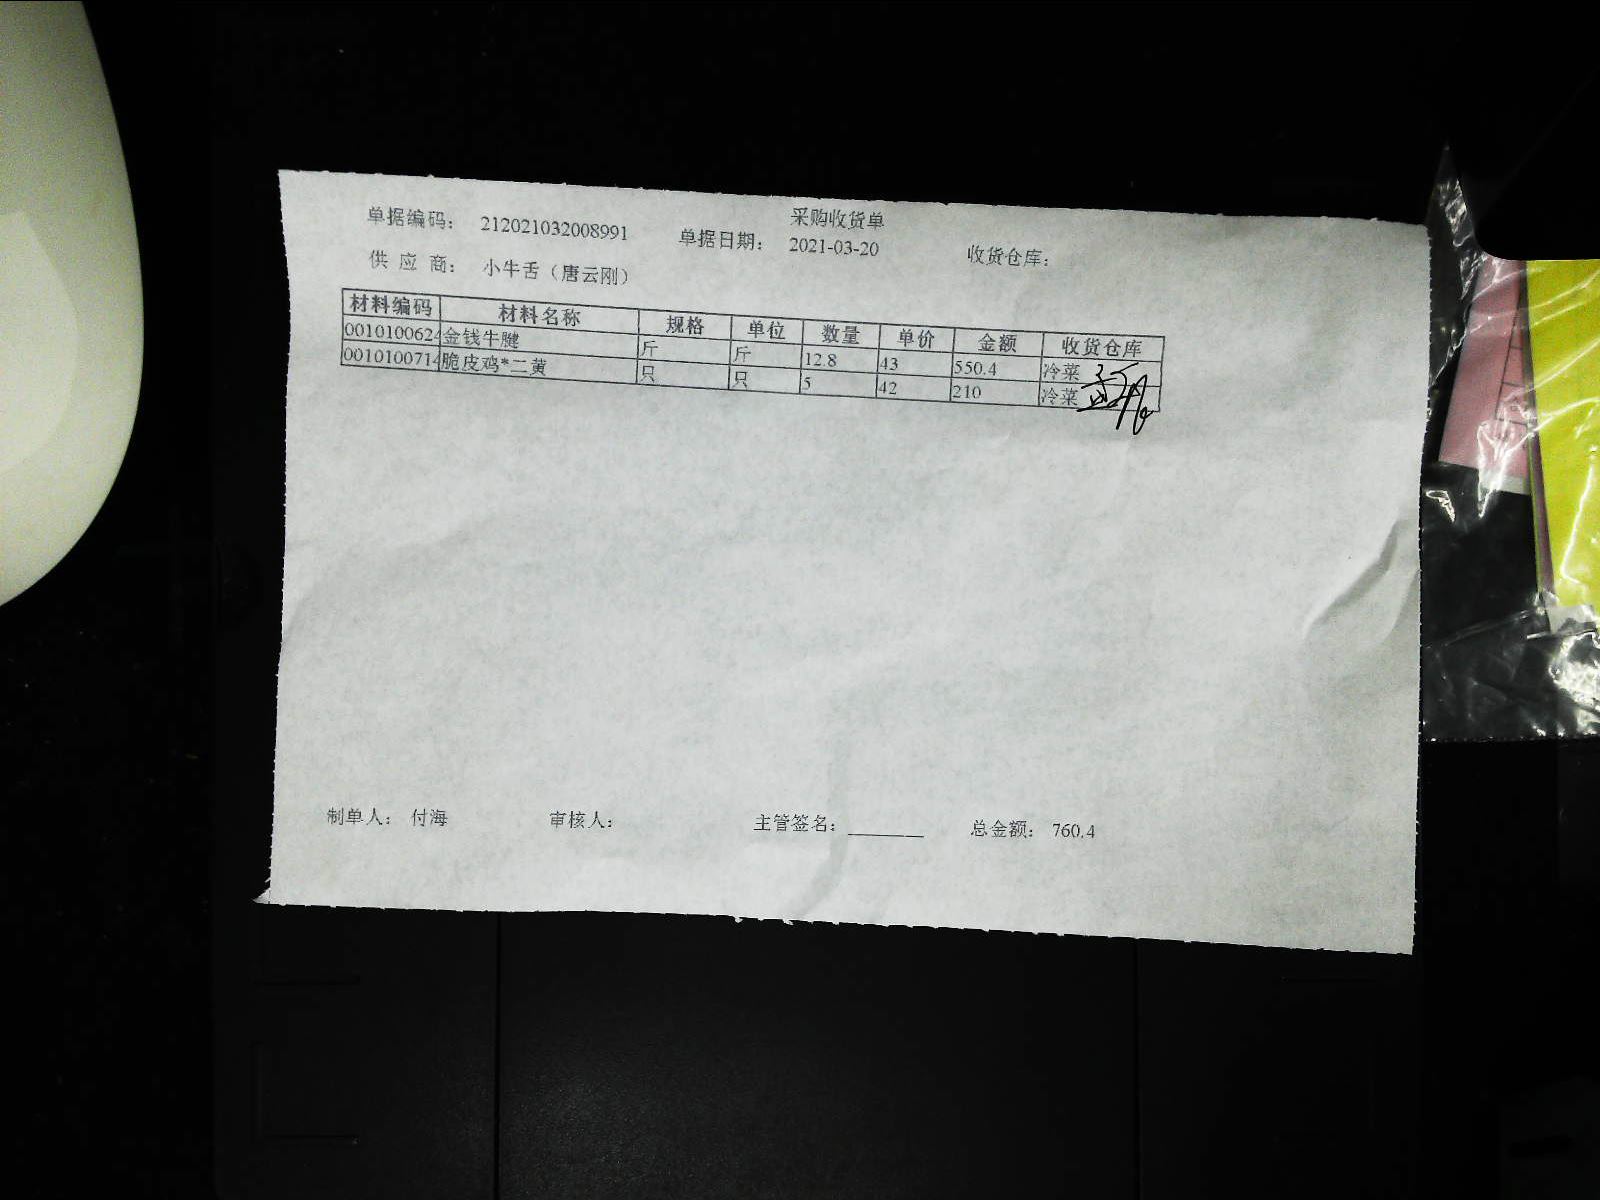 采购收货单
单据编码： 212021032008991 单据日期： 2021-03-20 收货仓库：
供 应 商： 小牛舌（唐云刚）
材料编码 材料名称 规格 单位 数量 单价 金额 收货仓库
0010100624 金钱牛腱 斤 斤 12.8 43 550.4 冷菜
0010100714 脆皮鸡*二黄 只 只 5 42 210 冷菜
制单人： 付海 审核人： 主管签名：________ 总金额： 760.4